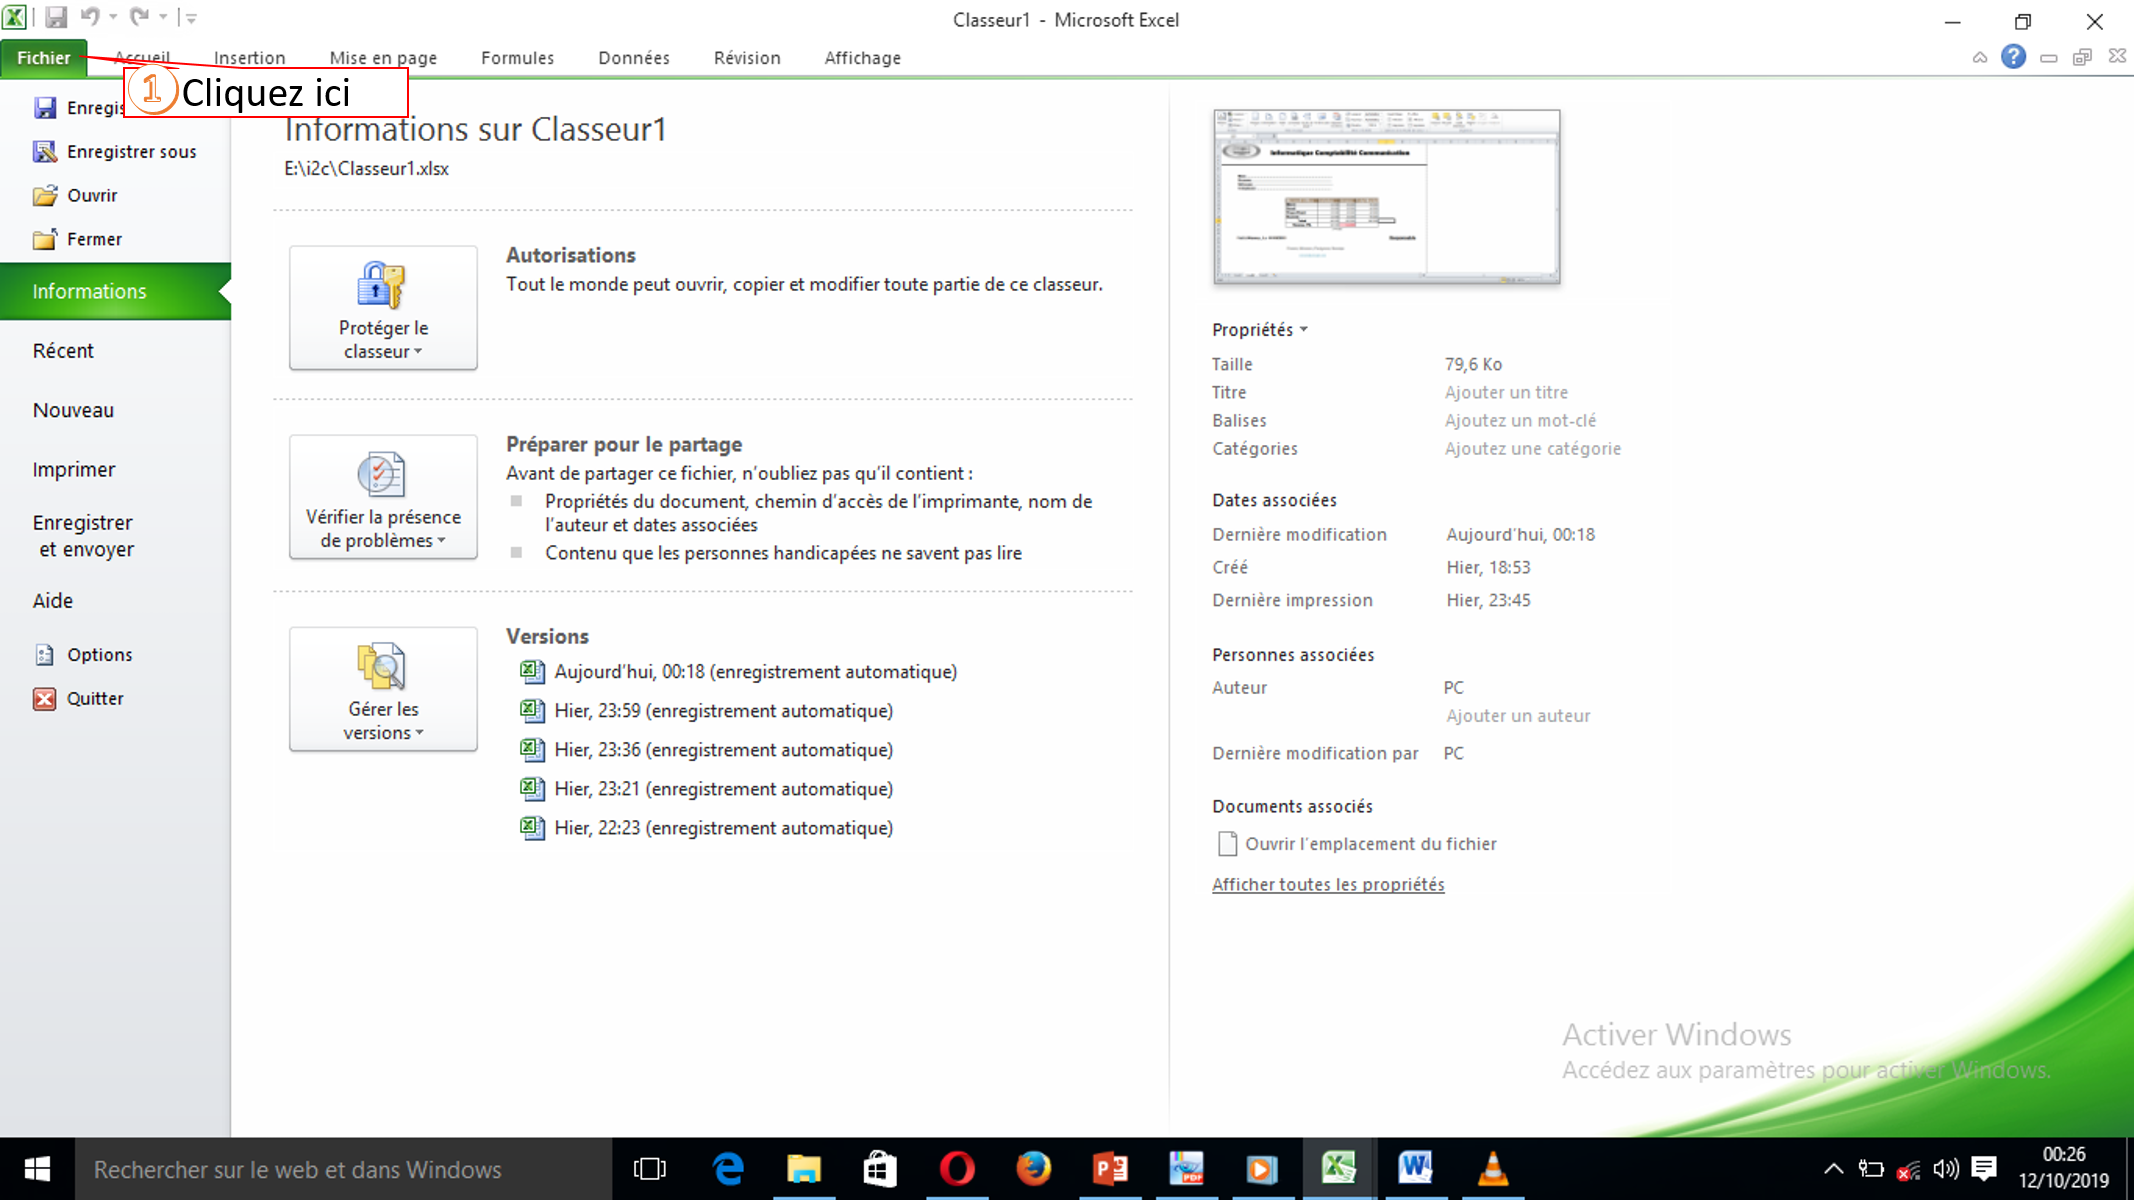 Classeur1 - Microsoft Excel
Fichier Accueil Insertion Mise en page Formules Données Révision Affichage
1 Cliquez ici
Enregistrer sous
Ouvrir
Fermer
Informations
Récent
Nouveau
Imprimer
Enregistrer
et envoyer
Aide
Options
Quitter
Informations sur Classeur1
E:\i2c\Classeur1.xlsx
Protéger le
classeur
Autorisations
Tout le monde peut ouvrir, copier et modifier toute partie de ce classeur.
Vérifier la présence
de problèmes
Préparer pour le partage
Avant de partager ce fichier, n'oubliez pas qu'il contient :
Propriétés du document, chemin d'accès de l'imprimante, nom de
l'auteur et dates associées
Contenu que les personnes handicapées ne savent pas lire
Gérer les
versions
Versions
Aujourd'hui, 00:18 (enregistrement automatique)
Hier, 23:59 (enregistrement automatique)
Hier, 23:36 (enregistrement automatique)
Hier, 23:21 (enregistrement automatique)
Hier, 22:23 (enregistrement automatique)
Informatique Comptabilité Communication
Propriétés
Taille 79,6 Ko
Titre Ajouter un titre
Balises Ajoutez un mot-clé
Catégories Ajoutez une catégorie
Dates associées
Dernière modification Aujourd'hui, 00:18
Créé Hier, 18:53
Dernière impression Hier, 23:45
Personnes associées
Auteur PC
Ajouter un auteur
Dernière modification par PC
Documents associés
Ouvrir l'emplacement du fichier
Afficher toutes les propriétés
Activer Windows
Accédez aux paramètres pour activer Windows.
Rechercher sur le web et dans Windows
00:26
12/10/2019